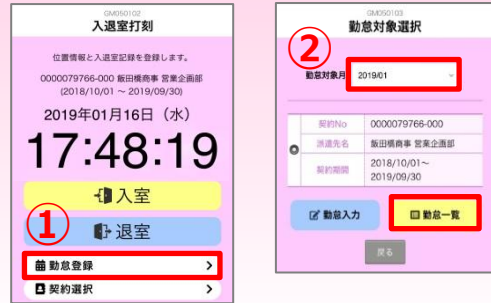 GM050102
入退室打刻
位置情報と入退室記録を登録します。
0000079766-000 飯田橋商事 営業企画部
(2018/10/01 ～ 2019/09/30)
2019年01月16日（水）
17:48:19
入室
①
退室
勤怠登録
契約選択
GM050103
勤怠対象選択
②
勤怠対象月 2019/01
契約No 0000079766-000
派遣先名 飯田橋商事 営業企画部
契約期間 2018/10/01～
2019/09/30
勤怠入力 勤怠一覧
戻る